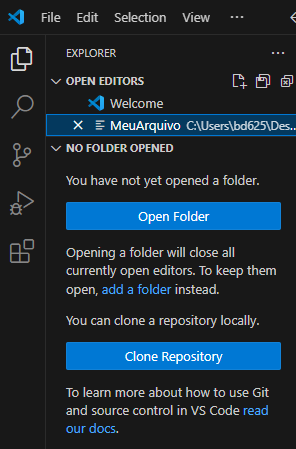 File
Edit
Selection
EXPLORER
OPEN EDITORS
Welcome
MeuArquivo C:\Users\bd625\Des...
NO FOLDER OPENED
You have not yet opened a folder.
Open Folder
Opening a folder will close all
currently open editors. To keep them
open, add a folder instead.
You can clone a repository locally.
Clone Repository
To learn more about how to use Git
and source control in VS Code read
our docs.